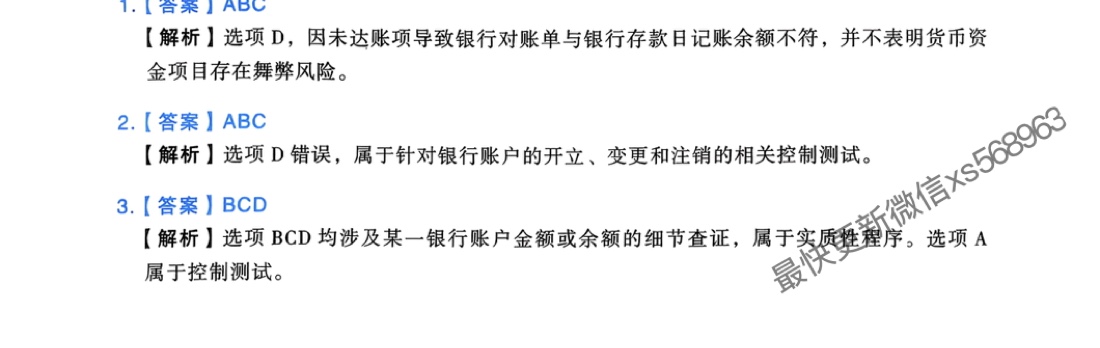 1.【答案】ABC
【解析】选项 D，因未达账项导致银行对账单与银行存款日记账余额不符，并不表明货币资
金项目存在舞弊风险。
2.【答案】ABC
【解析】选项 D 错误，属于针对银行账户的开立、变更和注销的相关控制测试。
3.【答案】BCD
【解析】选项 BCD 均涉及某一银行账户金额或余额的细节查证，属于实质性程序。选项 A
属于控制测试。
最快更新微信xs568963